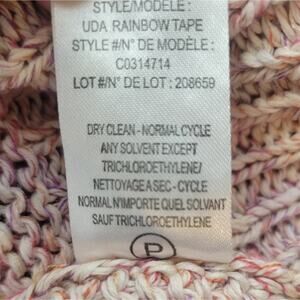 STYLE/MODÈLE:
UDA RAINBOW TAPE
STYLE #/N° DE MODÈLE :
C0314714
LOT #/N° DE LOT : 208659
DRY CLEAN - NORMAL CYCLE
ANY SOLVENT EXCEPT
TRICHLOROETHYLENE/
NETTOYAGE A SEC - CYCLE
NORMAL N'IMPORTE QUEL SOLVANT
SAUF TRICHLOROETHYLENE
P